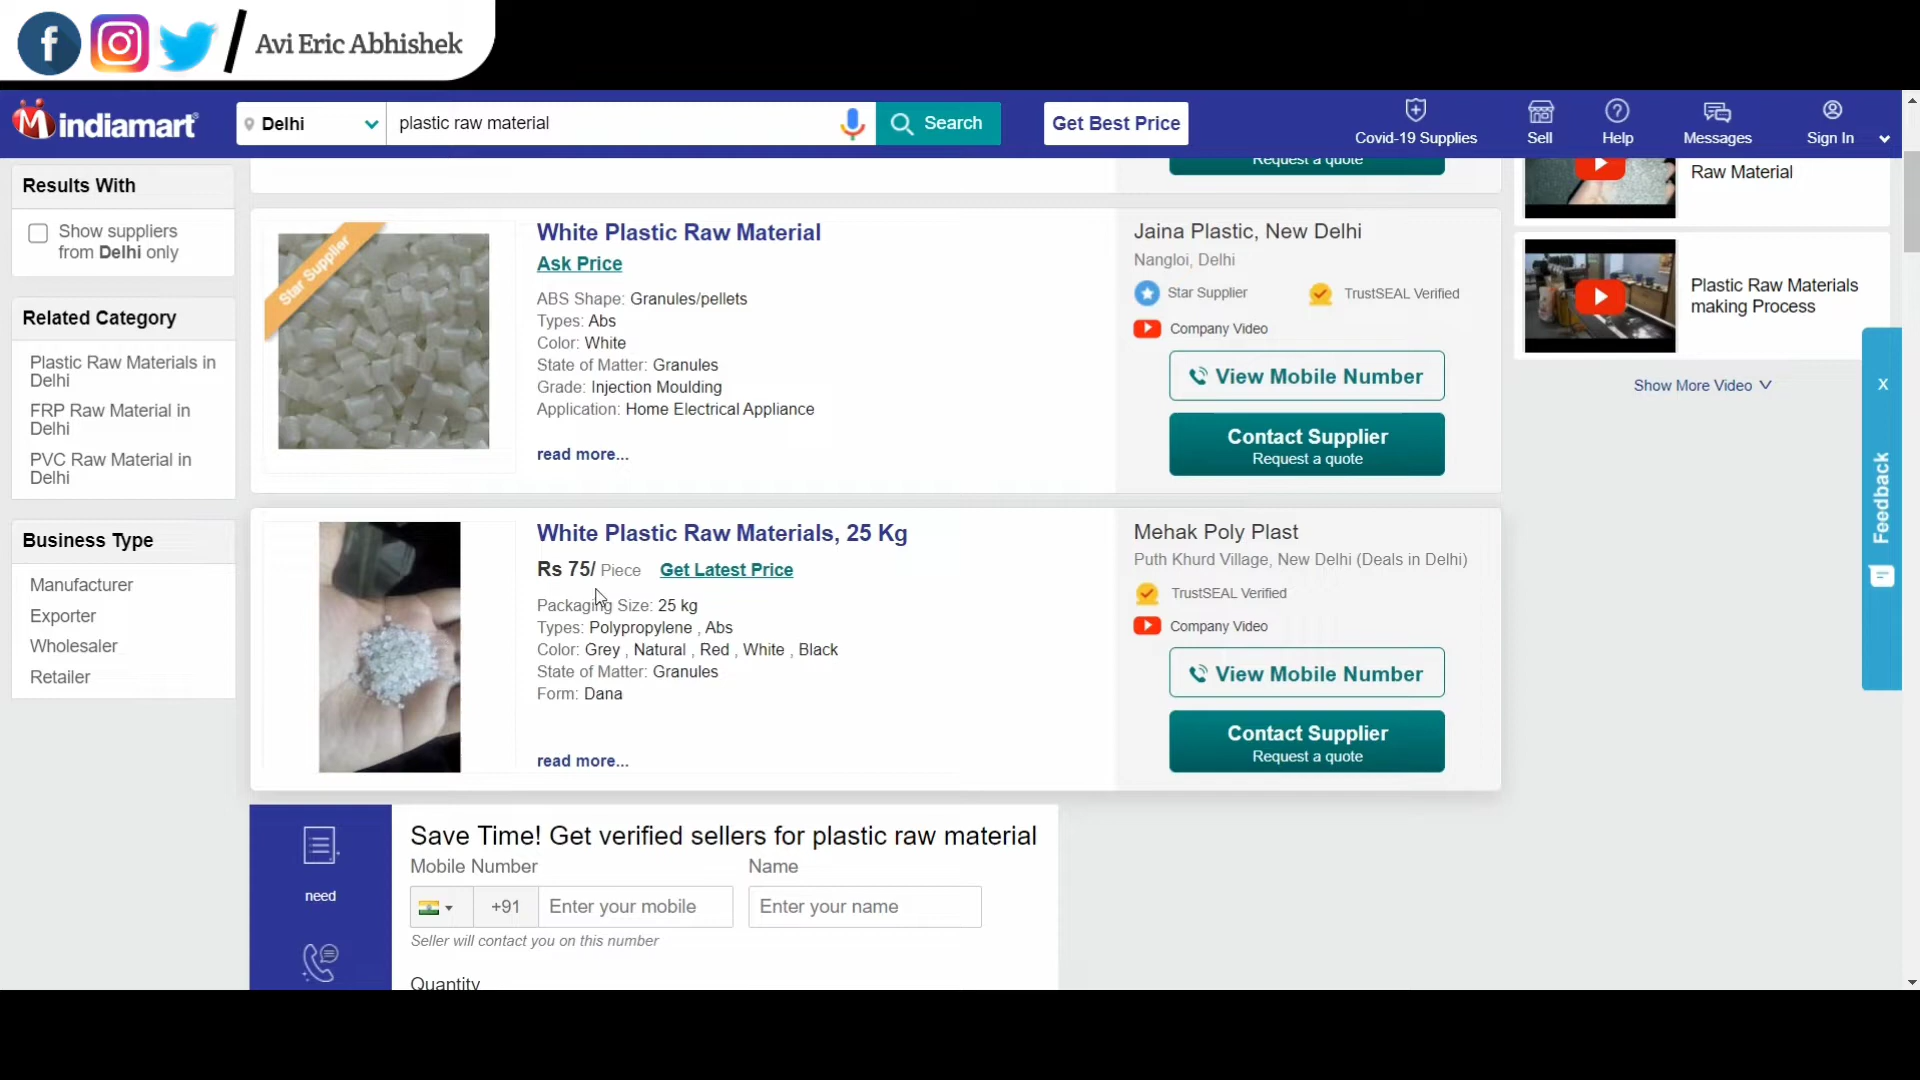 Avi Eric Abhishek
indiamart
Delhi
plastic raw material
Search
Get Best Price
Covid-19 Supplies
Sell
Help
Messages
Sign In
Results With
Show suppliers
from Delhi only
Related Category
Plastic Raw Materials in
Delhi
FRP Raw Material in
Delhi
PVC Raw Material in
Delhi
Business Type
Manufacturer
Exporter
Wholesaler
Retailer
Request a quote
Star Supplier
White Plastic Raw Material
Ask Price
ABS Shape: Granules/pellets
Types: Abs
Color: White
State of Matter: Granules
Grade: Injection Moulding
Application: Home Electrical Appliance
read more...
Jaina Plastic, New Delhi
Nangloi, Delhi
Star Supplier
TrustSEAL Verified
Company Video
View Mobile Number
Contact Supplier
Request a quote
White Plastic Raw Materials, 25 Kg
Rs 75/ Piece Get Latest Price
Packaging Size: 25 kg
Types: Polypropylene , Abs
Color: Grey , Natural , Red , White , Black
State of Matter: Granules
Form: Dana
read more...
Mehak Poly Plast
Puth Khurd Village, New Delhi (Deals in Delhi)
TrustSEAL Verified
Company Video
View Mobile Number
Contact Supplier
Request a quote
Raw Material
Plastic Raw Materials
making Process
Show More Video
x
Feedback
need
Save Time! Get verified sellers for plastic raw material
Mobile Number
Name
+91
Enter your mobile
Enter your name
Seller will contact you on this number
Quantity